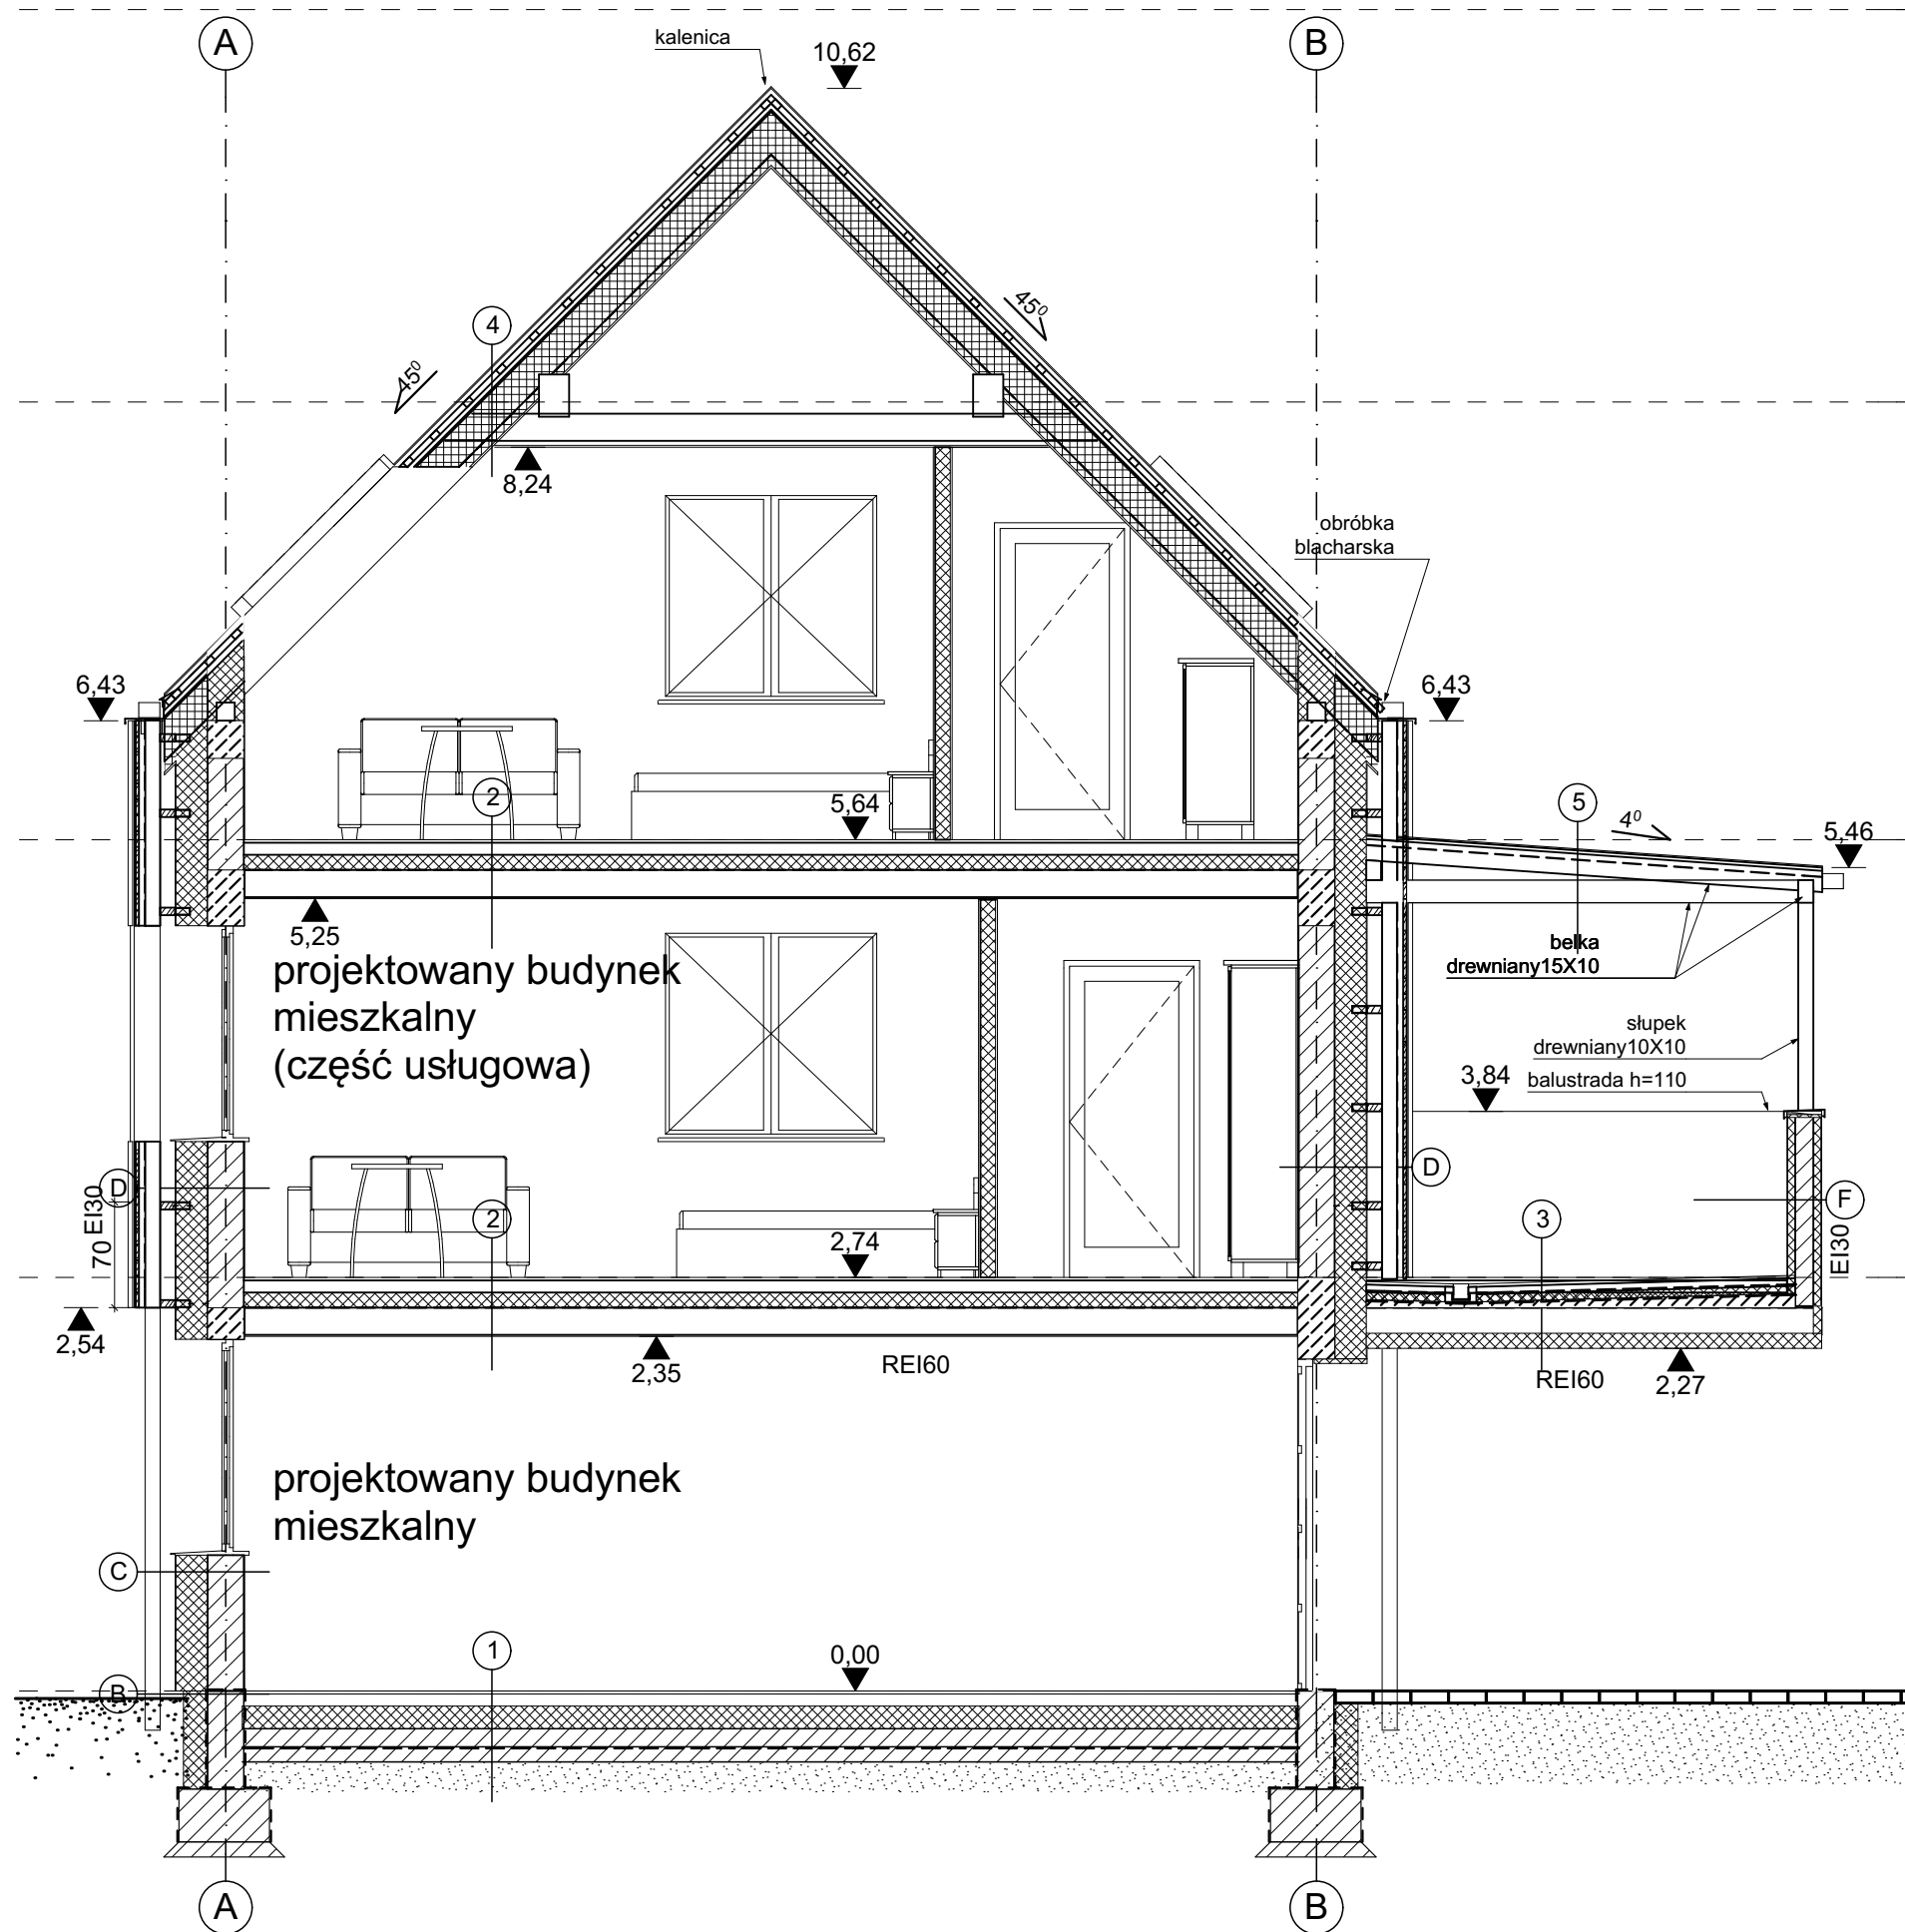 A
B
kalenica
10,62
45⁰
4
45⁰
8,24
obróbka
blacharska
6,43
6,43
2
5,64
5
4⁰
5,46
5,25
projektowany budynek
mieszkalny
(część usługowa)
belka
drewniany15X10
słupek
drewniany10X10
balustrada h=110
3,84
D
D
F
70 EI30
2
2,74
3
EI30
2,54
2,35
REI60
REI60
2,27
projektowany budynek
mieszkalny
C
1
0,00
B
A
B